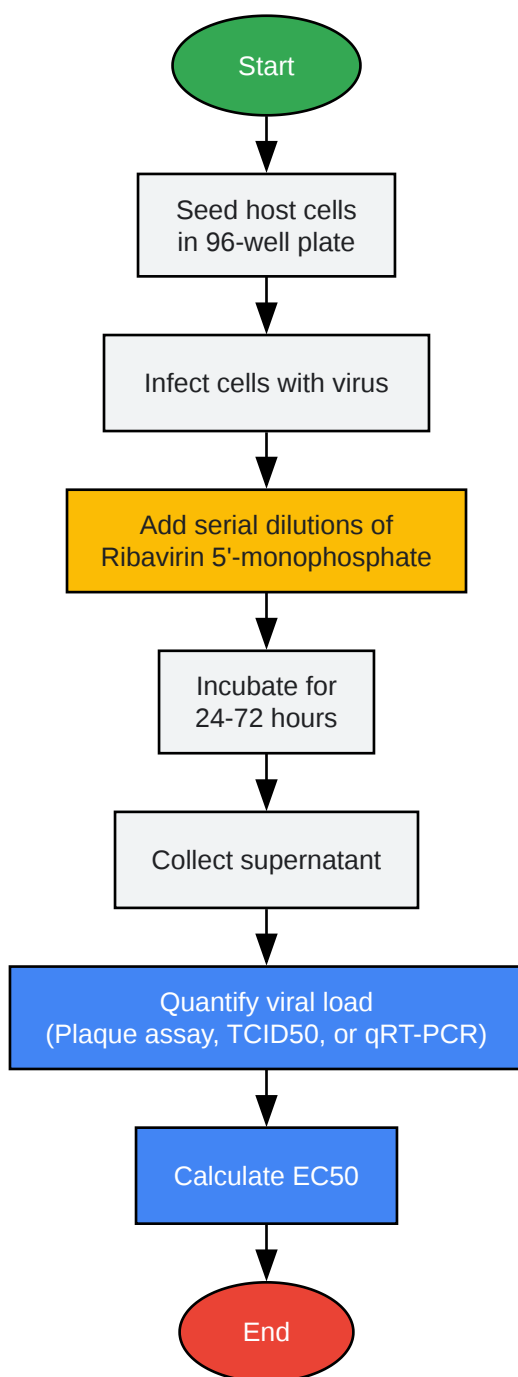 Start
Seed host cells
in 96-well plate
Infect cells with virus
Add serial dilutions of
Ribavirin 5'-monophosphate
Incubate for
24-72 hours
Collect supernatant
Quantify viral load
(Plaque assay, TCID50, or qRT-PCR)
Calculate EC50
End